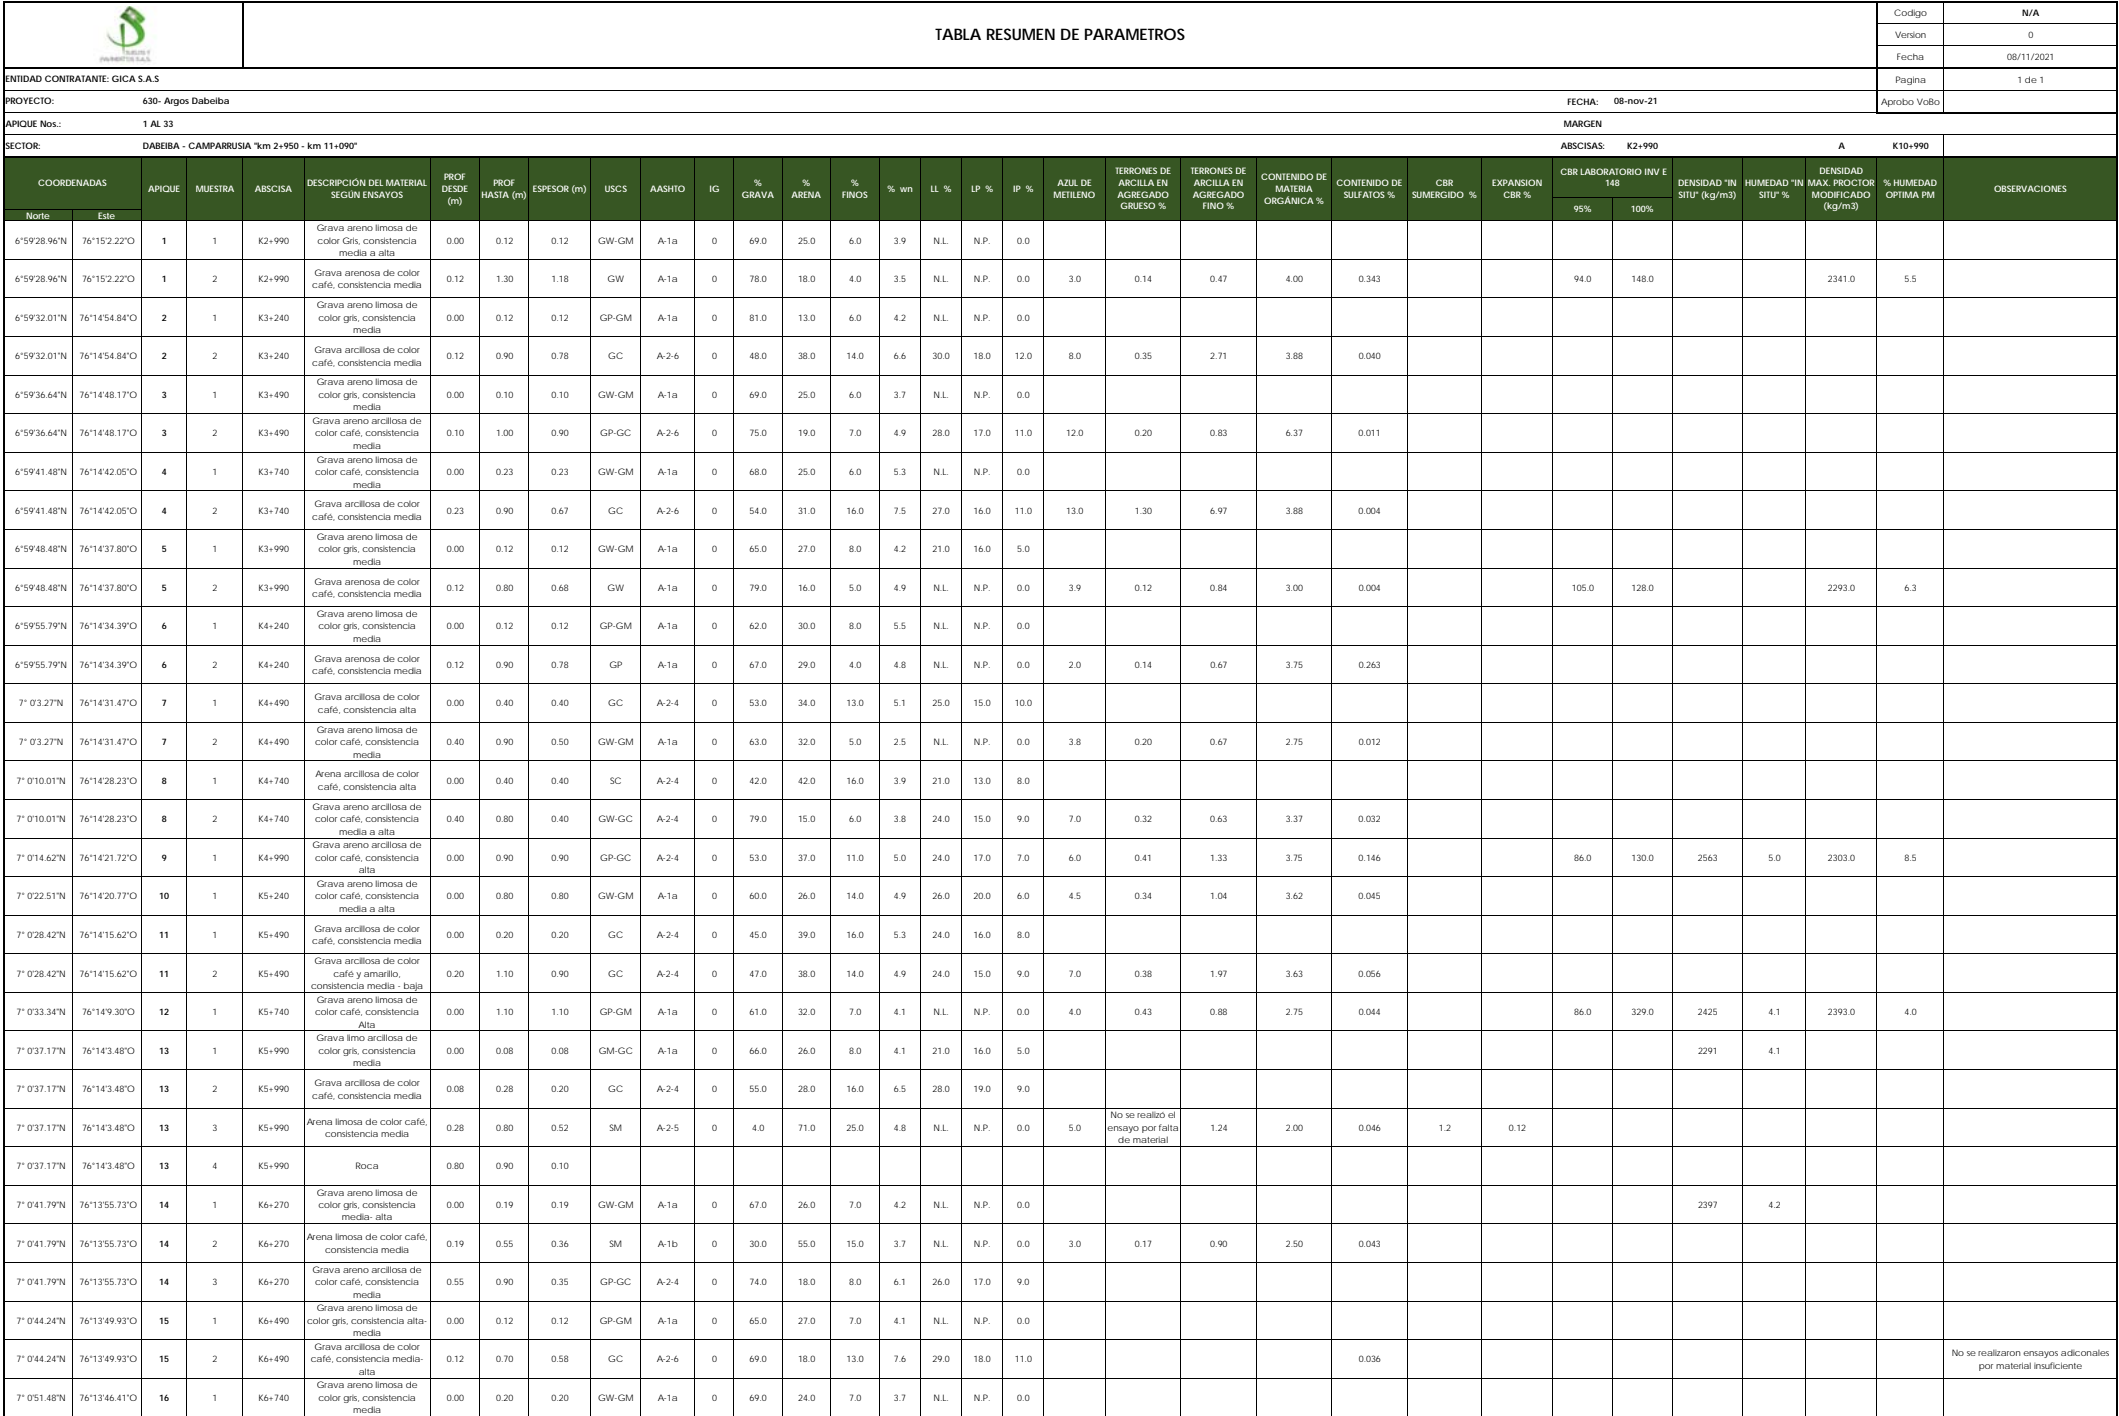 SUELOS Y
PAVIMENTOS S.A.S.
TABLA RESUMEN DE PARAMETROS
Codigo N/A
Version 0
Fecha 08/11/2021
Pagina 1 de 1
Aprobo VoBo
ENTIDAD CONTRATANTE: GICA S.A.S
PROYECTO: 630- Argos Dabeiba FECHA: 08-nov-21
APIQUE Nos.: 1 AL 33 MARGEN
SECTOR: DABEIBA - CAMPARRUSIA "km 2+950 - km 11+090" ABSCISAS: K2+990 A K10+990
COORDENADAS Norte Este APIQUE MUESTRA ABSCISA DESCRIPCIÓN DEL MATERIAL SEGÚN ENSAYOS PROF DESDE (m) PROF HASTA (m) ESPESOR (m) USCS AASHTO IG % GRAVA % ARENA % FINOS % wn LL % LP % IP % AZUL DE METILENO TERRONES DE ARCILLA EN AGREGADO GRUESO % TERRONES DE ARCILLA EN AGREGADO FINO % CONTENIDO DE MATERIA ORGÁNICA % CONTENIDO DE SULFATOS % CBR SUMERGIDO % EXPANSION CBR % CBR LABORATORIO INV E 148 95% 100% DENSIDAD "IN SITU" (kg/m3) HUMEDAD "IN SITU" % DENSIDAD MAX. PROCTOR MODIFICADO (kg/m3) % HUMEDAD OPTIMA PM OBSERVACIONES
6°59'28.96"N 76°15'2.22"O 1 1 K2+990 Grava areno limosa de color Gris, consistencia media a alta 0.00 0.12 0.12 GW-GM A-1a 0 69.0 25.0 6.0 3.9 N.L. N.P. 0.0
6°59'28.96"N 76°15'2.22"O 1 2 K2+990 Grava arenosa de color café, consistencia media 0.12 1.30 1.18 GW A-1a 0 78.0 18.0 4.0 3.5 N.L. N.P. 0.0 3.0 0.14 0.47 4.00 0.343 94.0 148.0 2341.0 5.5
6°59'32.01"N 76°14'54.84"O 2 1 K3+240 Grava areno limosa de color gris, consistencia media 0.00 0.12 0.12 GP-GM A-1a 0 81.0 13.0 6.0 4.2 N.L. N.P. 0.0
6°59'32.01"N 76°14'54.84"O 2 2 K3+240 Grava arcillosa de color café, consistencia media 0.12 0.90 0.78 GC A-2-6 0 48.0 38.0 14.0 6.6 30.0 18.0 12.0 8.0 0.35 2.71 3.88 0.040
6°59'36.64"N 76°14'48.17"O 3 1 K3+490 Grava areno limosa de color gris, consistencia media 0.00 0.10 0.10 GW-GM A-1a 0 69.0 25.0 6.0 3.7 N.L. N.P. 0.0
6°59'36.64"N 76°14'48.17"O 3 2 K3+490 Grava areno arcillosa de color café, consistencia media 0.10 1.00 0.90 GP-GC A-2-6 0 75.0 19.0 7.0 4.9 28.0 17.0 11.0 12.0 0.20 0.83 6.37 0.011
6°59'41.48"N 76°14'42.05"O 4 1 K3+740 Grava areno limosa de color café, consistencia media 0.00 0.23 0.23 GW-GM A-1a 0 68.0 25.0 6.0 5.3 N.L. N.P. 0.0
6°59'41.48"N 76°14'42.05"O 4 2 K3+740 Grava arcillosa de color café, consistencia media 0.23 0.90 0.67 GC A-2-6 0 54.0 31.0 16.0 7.5 27.0 16.0 11.0 13.0 1.30 6.97 3.88 0.004
6°59'48.48"N 76°14'37.80"O 5 1 K3+990 Grava areno limosa de color gris, consistencia media 0.00 0.12 0.12 GW-GM A-1a 0 65.0 27.0 8.0 4.2 21.0 16.0 5.0
6°59'48.48"N 76°14'37.80"O 5 2 K3+990 Grava arenosa de color café, consistencia media 0.12 0.80 0.68 GW A-1a 0 79.0 16.0 5.0 4.9 N.L. N.P. 0.0 3.9 0.12 0.84 3.00 0.004 105.0 128.0 2293.0 6.3
6°59'55.79"N 76°14'34.39"O 6 1 K4+240 Grava areno limosa de color gris, consistencia media 0.00 0.12 0.12 GP-GM A-1a 0 62.0 30.0 8.0 5.5 N.L. N.P. 0.0
6°59'55.79"N 76°14'34.39"O 6 2 K4+240 Grava arenosa de color café, consistencia media 0.12 0.90 0.78 GP A-1a 0 67.0 29.0 4.0 4.8 N.L. N.P. 0.0 2.0 0.14 0.67 3.75 0.263
7° 0'3.27"N 76°14'31.47"O 7 1 K4+490 Grava arcillosa de color café, consistencia alta 0.00 0.40 0.40 GC A-2-4 0 53.0 34.0 13.0 5.1 25.0 15.0 10.0
7° 0'3.27"N 76°14'31.47"O 7 2 K4+490 Grava areno limosa de color café, consistencia media 0.40 0.90 0.50 GW-GM A-1a 0 63.0 32.0 5.0 2.5 N.L. N.P. 0.0 3.8 0.20 0.67 2.75 0.012
7° 0'10.01"N 76°14'28.23"O 8 1 K4+740 Arena arcillosa de color café, consistencia alta 0.00 0.40 0.40 SC A-2-4 0 42.0 42.0 16.0 3.9 21.0 13.0 8.0
7° 0'10.01"N 76°14'28.23"O 8 2 K4+740 Grava areno arcillosa de color café, consistencia media a alta 0.40 0.80 0.40 GW-GC A-2-4 0 79.0 15.0 6.0 3.8 24.0 15.0 9.0 7.0 0.32 0.63 3.37 0.032
7° 0'14.62"N 76°14'21.72"O 9 1 K4+990 Grava areno arcillosa de color café, consistencia alta 0.00 0.90 0.90 GP-GC A-2-4 0 53.0 37.0 11.0 5.0 24.0 17.0 7.0 6.0 0.41 1.33 3.75 0.146 86.0 130.0 2563 5.0 2303.0 8.5
7° 0'22.51"N 76°14'20.77"O 10 1 K5+240 Grava areno limosa de color café, consistencia media a alta 0.00 0.80 0.80 GW-GM A-1a 0 60.0 26.0 14.0 4.9 26.0 20.0 6.0 4.5 0.34 1.04 3.62 0.045
7° 0'28.42"N 76°14'15.62"O 11 1 K5+490 Grava arcillosa de color café, consistencia media 0.00 0.20 0.20 GC A-2-4 0 45.0 39.0 16.0 5.3 24.0 16.0 8.0
7° 0'28.42"N 76°14'15.62"O 11 2 K5+490 Grava arcillosa de color café y amarillo, consistencia media - baja 0.20 1.10 0.90 GC A-2-4 0 47.0 38.0 14.0 4.9 24.0 15.0 9.0 7.0 0.38 1.97 3.63 0.056
7° 0'33.34"N 76°14'9.30"O 12 1 K5+740 Grava areno limosa de color café, consistencia Alta 0.00 1.10 1.10 GP-GM A-1a 0 61.0 32.0 7.0 4.1 N.L. N.P. 0.0 4.0 0.43 0.88 2.75 0.044 86.0 329.0 2425 4.1 2393.0 4.0
7° 0'37.17"N 76°14'3.48"O 13 1 K5+990 Grava limo arcillosa de color gris, consistencia media 0.00 0.08 0.08 GM-GC A-1a 0 66.0 26.0 8.0 4.1 21.0 16.0 5.0 2291 4.1
7° 0'37.17"N 76°14'3.48"O 13 2 K5+990 Grava arcillosa de color café, consistencia media 0.08 0.28 0.20 GC A-2-4 0 55.0 28.0 16.0 6.5 28.0 19.0 9.0
7° 0'37.17"N 76°14'3.48"O 13 3 K5+990 Arena limosa de color café, consistencia media 0.28 0.80 0.52 SM A-2-5 0 4.0 71.0 25.0 4.8 N.L. N.P. 0.0 5.0 No se realizó el ensayo por falta de material 1.24 2.00 0.046 1.2 0.12
7° 0'37.17"N 76°14'3.48"O 13 4 K5+990 Roca 0.80 0.90 0.10
7° 0'41.79"N 76°13'55.73"O 14 1 K6+270 Grava areno limosa de color gris, consistencia media- alta 0.00 0.19 0.19 GW-GM A-1a 0 67.0 26.0 7.0 4.2 N.L. N.P. 0.0 2397 4.2
7° 0'41.79"N 76°13'55.73"O 14 2 K6+270 Arena limosa de color café, consistencia media 0.19 0.55 0.36 SM A-1b 0 30.0 55.0 15.0 3.7 N.L. N.P. 0.0 3.0 0.17 0.90 2.50 0.043
7° 0'41.79"N 76°13'55.73"O 14 3 K6+270 Grava areno arcillosa de color café, consistencia media 0.55 0.90 0.35 GP-GC A-2-4 0 74.0 18.0 8.0 6.1 26.0 17.0 9.0
7° 0'44.24"N 76°13'49.93"O 15 1 K6+490 Grava areno limosa de color gris, consistencia alta- media 0.00 0.12 0.12 GP-GM A-1a 0 65.0 27.0 7.0 4.1 N.L. N.P. 0.0
7° 0'44.24"N 76°13'49.93"O 15 2 K6+490 Grava arcillosa de color café, consistencia media- alta 0.12 0.70 0.58 GC A-2-6 0 69.0 18.0 13.0 7.6 29.0 18.0 11.0 0.036 No se realizaron ensayos adiconales por material insuficiente
7° 0'51.48"N 76°13'46.41"O 16 1 K6+740 Grava areno limosa de color gris, consistencia media 0.00 0.20 0.20 GW-GM A-1a 0 69.0 24.0 7.0 3.7 N.L. N.P. 0.0